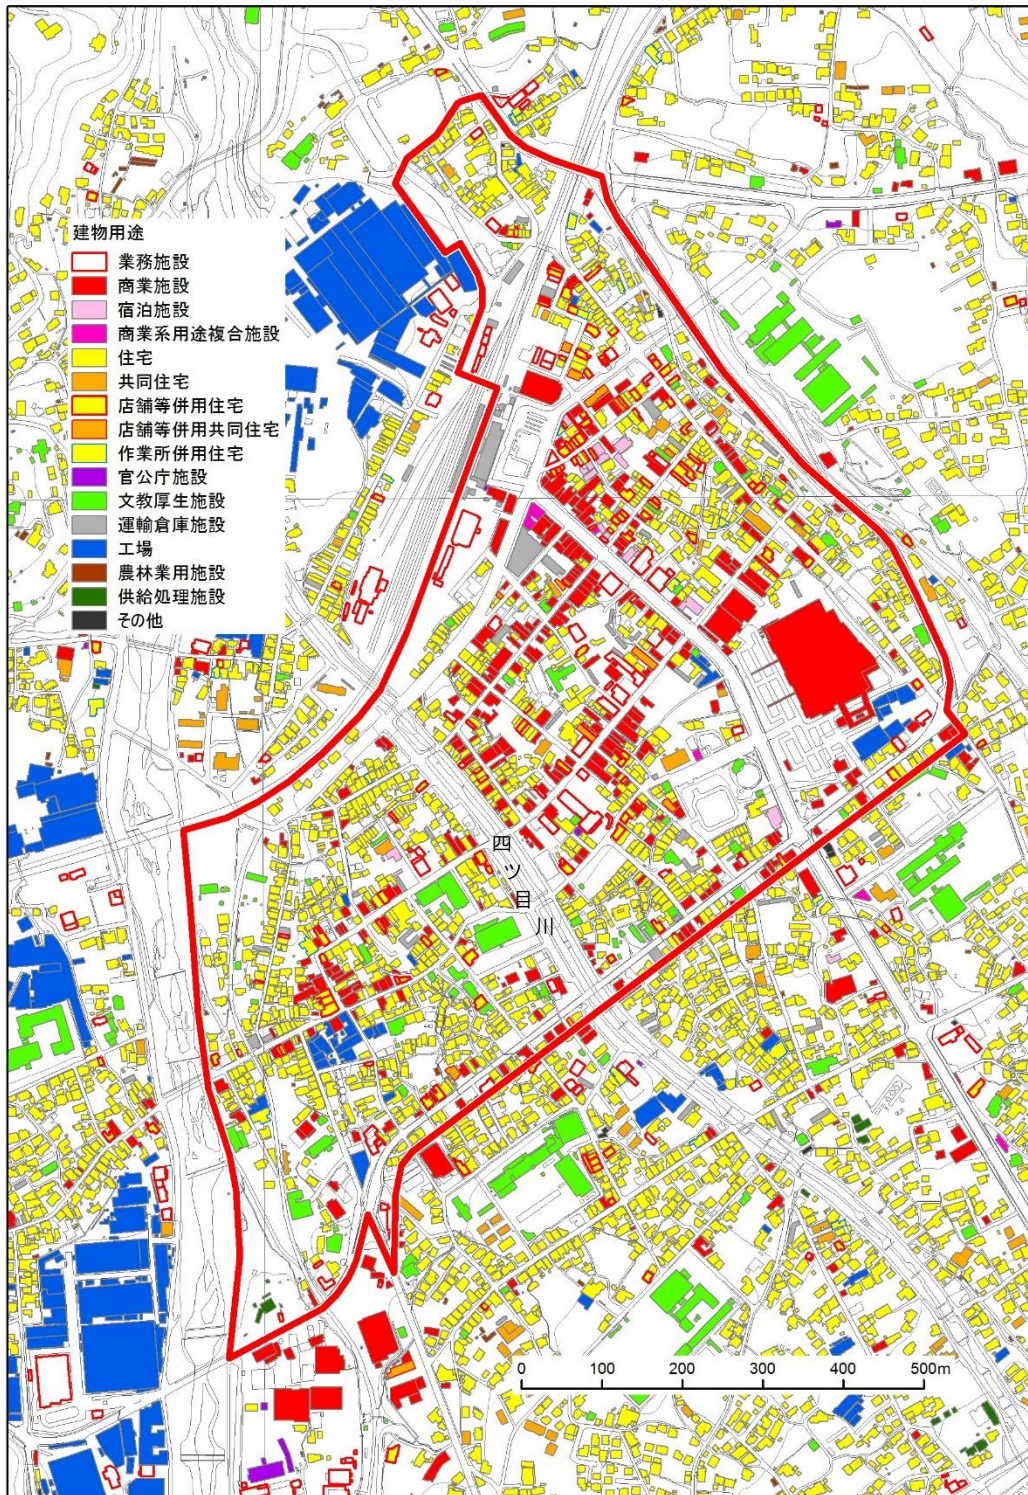 建物用途
業務施設
商業施設
宿泊施設
商業系用途複合施設
住宅
共同住宅
店舗等併用住宅
店舗等併用共同住宅
作業所併用住宅
官公庁施設
文教厚生施設
運輸倉庫施設
工場
農林業用施設
供給処理施設
その他
四ツ目川
0 100 200 300 400 500m